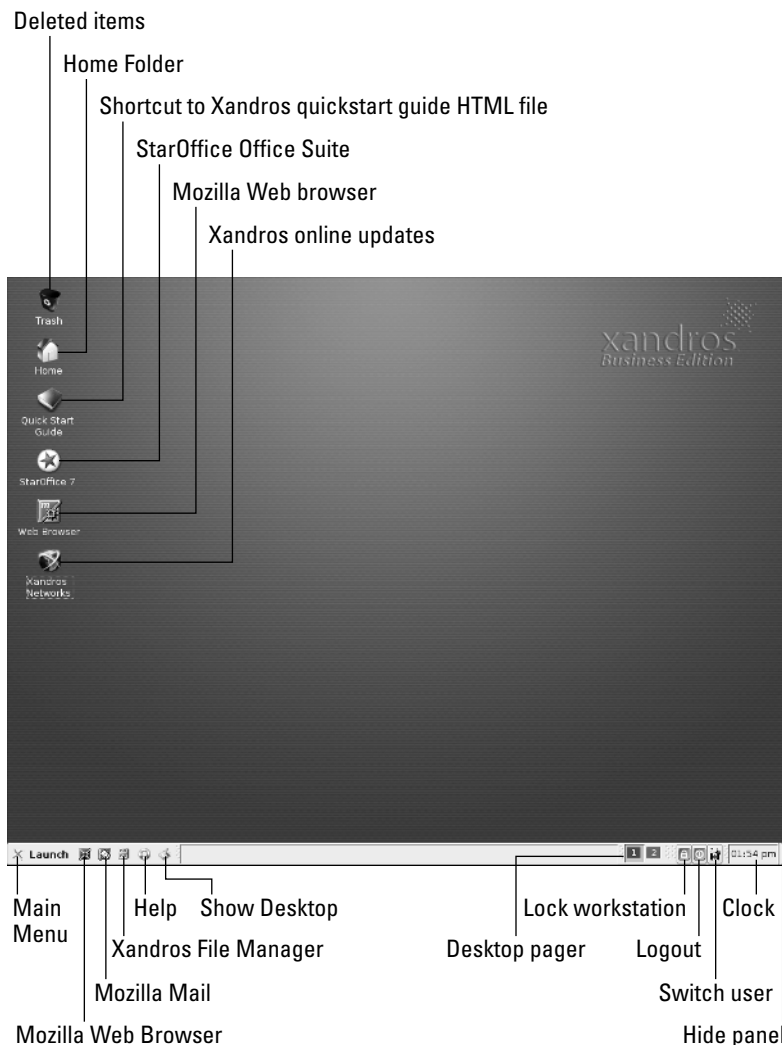 Deleted items
Home Folder
Shortcut to Xandros quickstart guide HTML file
StarOffice Office Suite
Mozilla Web browser
Xandros online updates
Trash
Home
Quick Start
Guide
StarOffice 7
Web Browser
Xandros
Networks
xandros
Business Edition
Launch
1 2
01:54 pm
Main
Menu
Help
Show Desktop
Lock workstation
Clock
Xandros File Manager
Desktop pager
Logout
Mozilla Mail
Switch user
Mozilla Web Browser
Hide panel